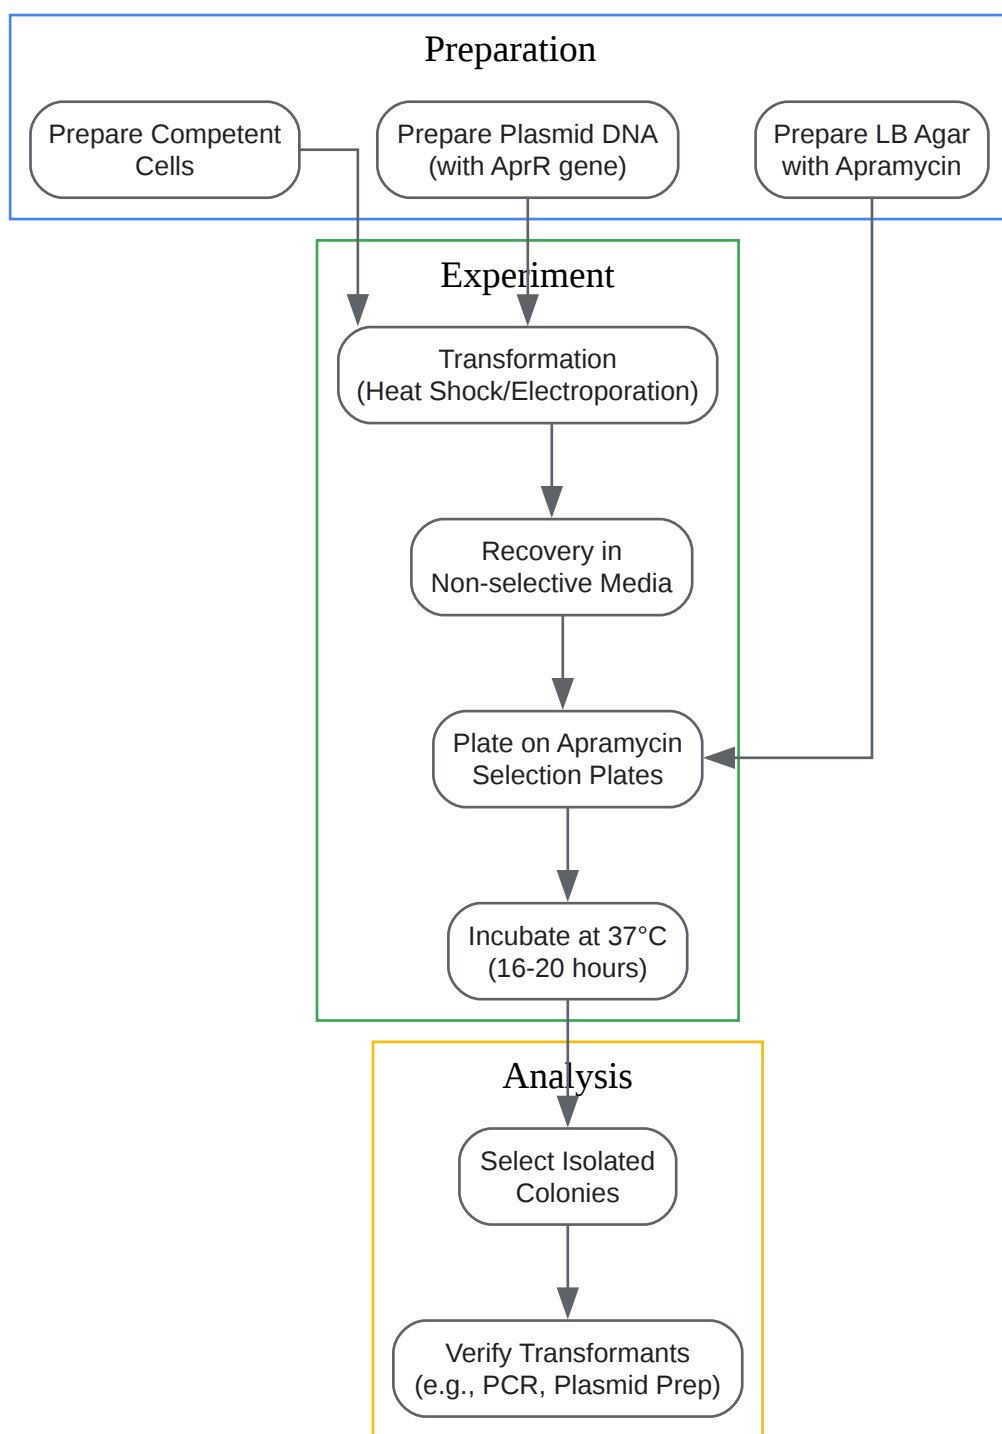 Preparation
Prepare Competent
Cells
Prepare Plasmid DNA
(with AprR gene)
Prepare LB Agar
with Apramycin
Experiment
Transformation
(Heat Shock/Electroporation)
Recovery in
Non-selective Media
Plate on Apramycin
Selection Plates
Incubate at 37°C
(16-20 hours)
Analysis
Select Isolated
Colonies
Verify Transformants
(e.g., PCR, Plasmid Prep)